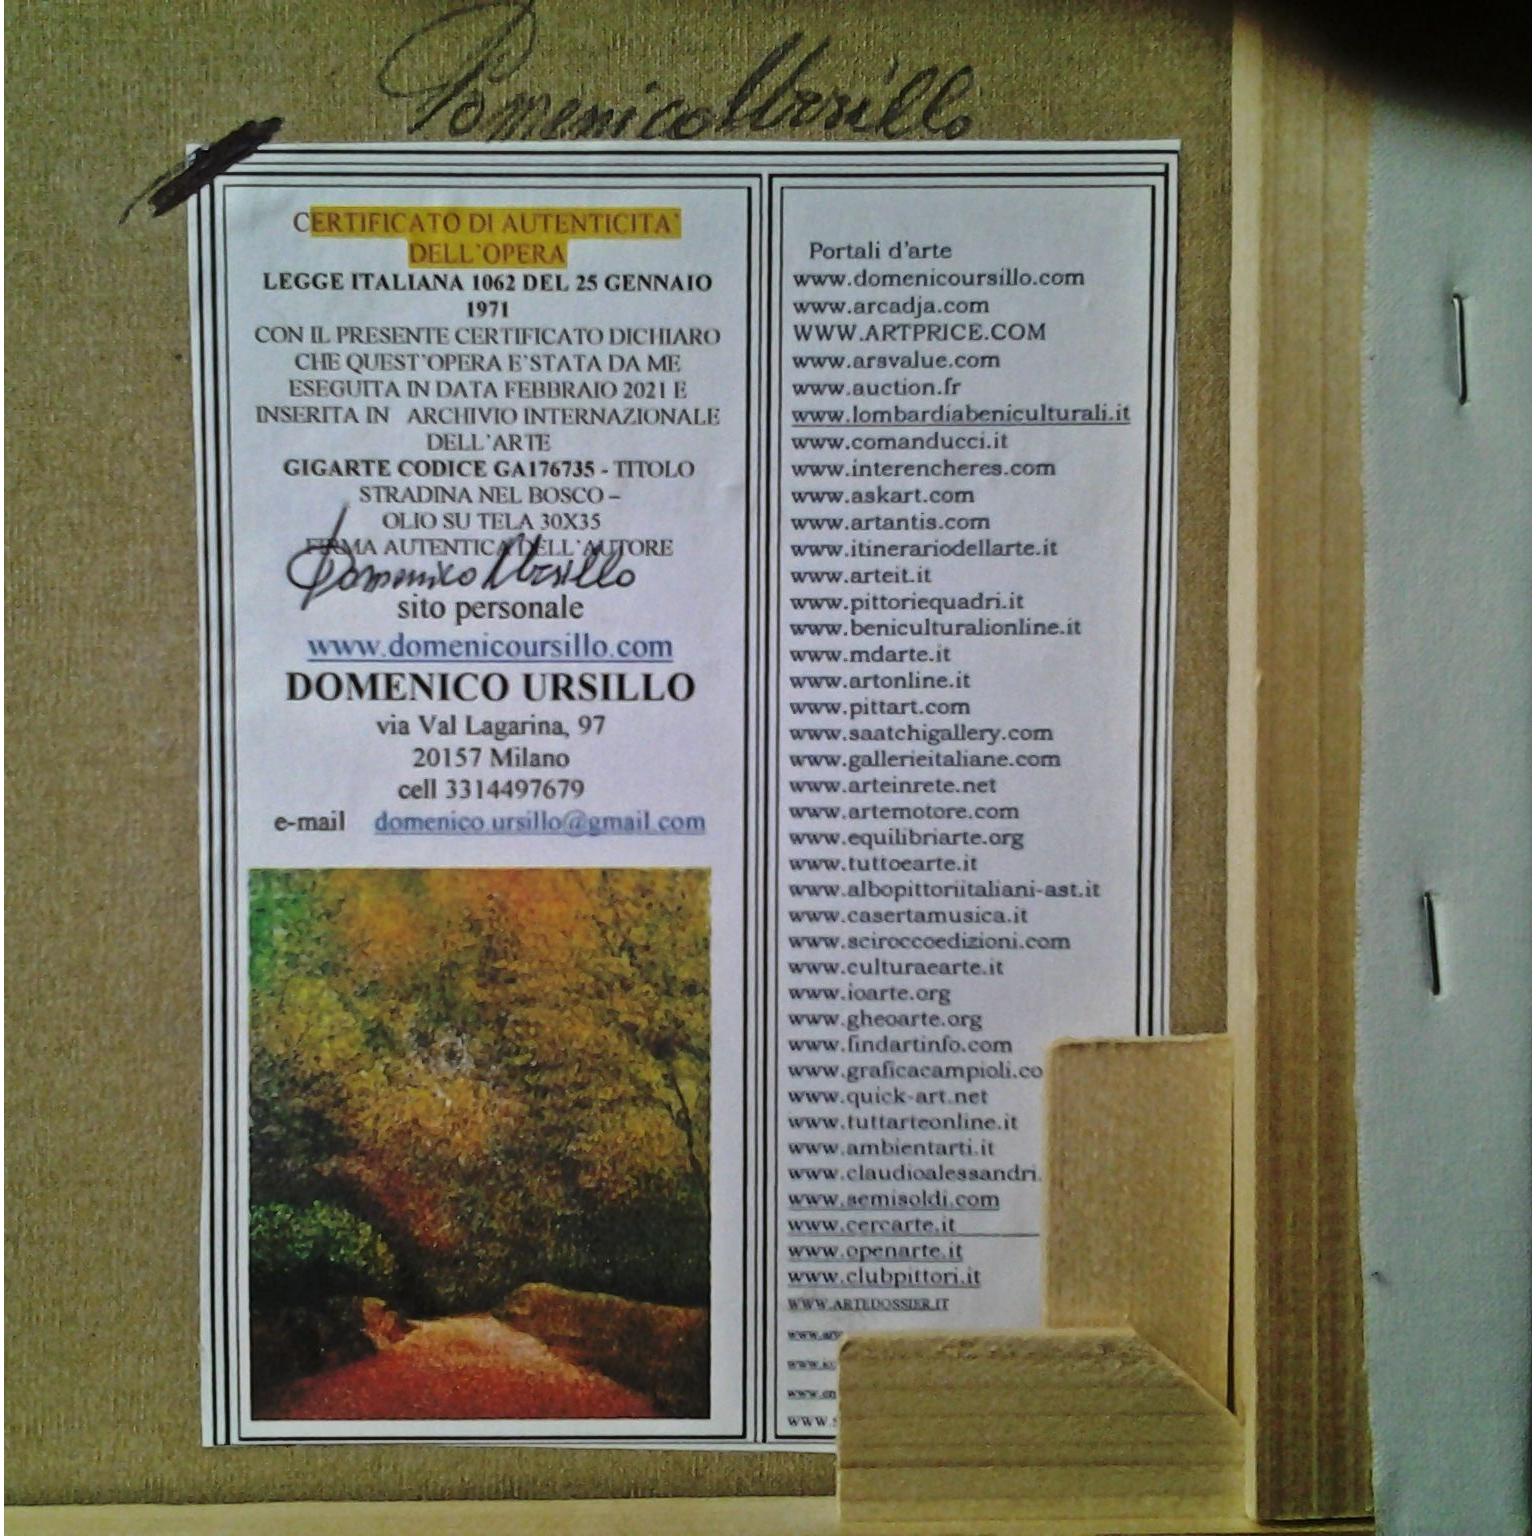 Domenico Ursillo
CERTIFICATO DI AUTENTICITA'
DELL'OPERA
LEGGE ITALIANA 1062 DEL 25 GENNAIO
1971
CON IL PRESENTE CERTIFICATO DICHIARO
CHE QUEST'OPERA E'STATA DA ME
ESEGUITA IN DATA FEBBRAIO 2021 E
INSERITA IN ARCHIVIO INTERNAZIONALE
DELL'ARTE
GIGARTE CODICE GA176735 - TITOLO
STRADINA NEL BOSCO –
OLIO SU TELA 30X35
FIRMA AUTENTICA DELL'AUTORE
Domenico Ursillo
sito personale
www.domenicoursillo.com
DOMENICO URSILLO
via Val Lagarina, 97
20157 Milano
cell 3314497679
e-mail domenico.ursillo@gmail.com
Portali d'arte
www.domenicoursillo.com
www.arcadja.com
WWW.ARTPRICE.COM
www.arsvalue.com
www.auction.fr
www.lombardiabeniculturali.it
www.comanducci.it
www.interencheres.com
www.askart.com
www.artantis.com
www.itinerariodellarte.it
www.arteit.it
www.pittoriequadri.it
www.beniculturalionline.it
www.mdarte.it
www.artonline.it
www.pittart.com
www.saatchigallery.com
www.gallerieitaliane.com
www.arteinrete.net
www.artemotore.com
www.equilibriarte.org
www.tuttoearte.it
www.albopittoriitaliani-ast.it
www.casertamusica.it
www.sciroccoedizioni.com
www.culturaearte.it
www.ioarte.org
www.gheoarte.org
www.findartinfo.com
www.graficacampioli.co
www.quick-art.net
www.tuttarteonline.it
www.ambientarti.it
www.claudioalessandri.
www.semisoldi.com
www.cercarte.it
www.openarte.it
www.clubpittori.it
WWW.ARTEDOSSIER.IT